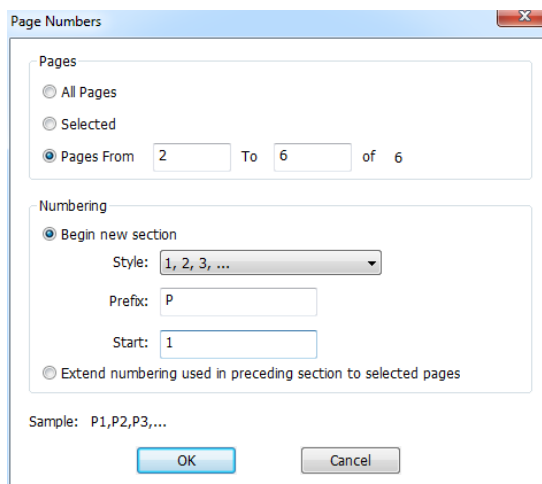 Page Numbers
Pages
All Pages
Selected
Pages From 2 To 6 of 6
Numbering
Begin new section
Style: 1, 2, 3, ...
Prefix: P
Start: 1
Extend numbering used in preceding section to selected pages
Sample: P1,P2,P3,...
OK Cancel